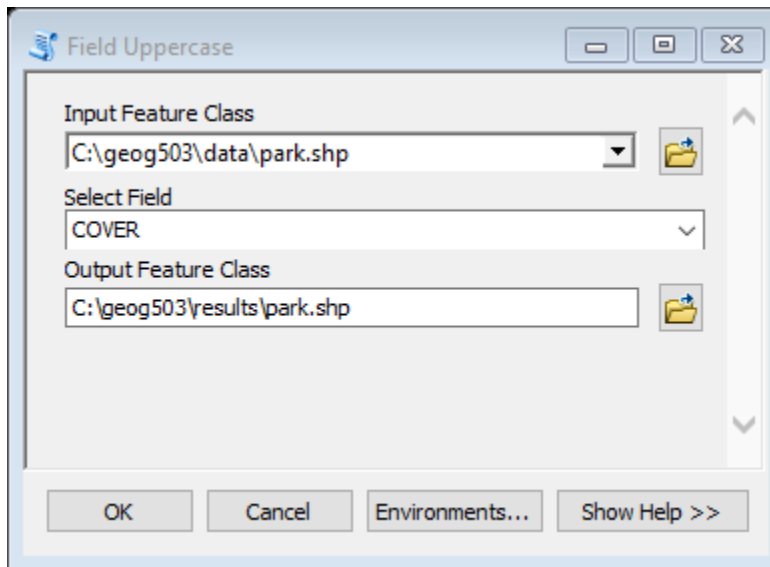 Field Uppercase
Input Feature Class
C:\geog503\data\park.shp
Select Field
COVER
Output Feature Class
C:\geog503\results\park.shp
OK Cancel Environments... Show Help >>